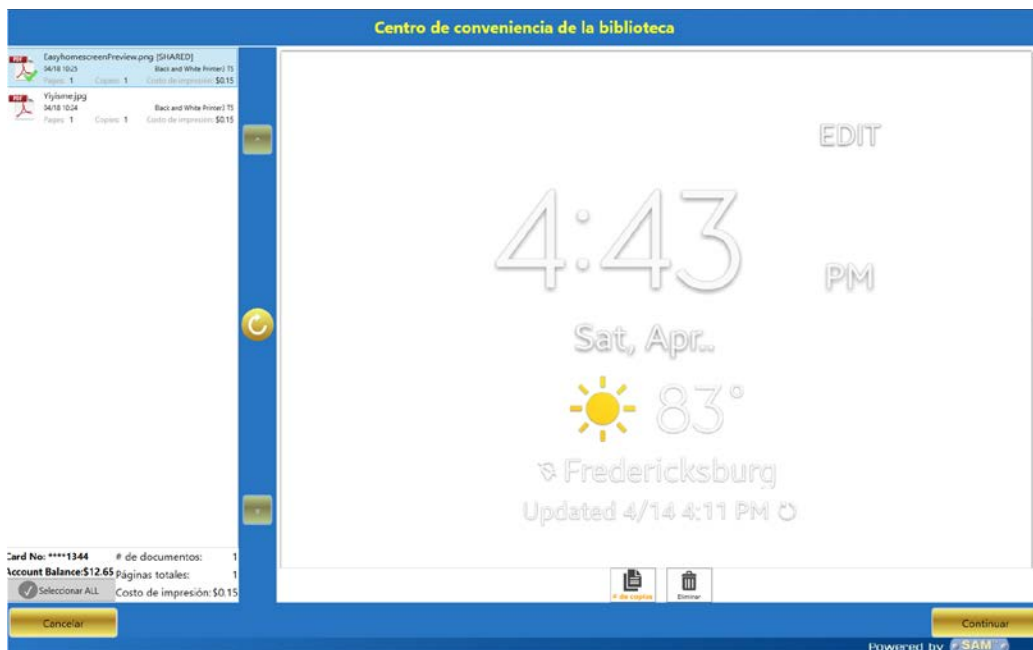 Centro de conveniencia de la biblioteca
PDF
EasyhomescreenPreview.png [SHARED]
04/18 10:25 Black and White Printer] TS
Pages: 1 Copies: 1 Costo de impresión: $0.15
PDF
Yiyisme.jpg
04/18 10:24 Black and White Printer] TS
Pages: 1 Copies: 1 Costo de impresión: $0.15
EDIT
4:43
PM
Sat, Apr..
83°
Fredericksburg
Updated 4/14 4:11 PM
Card No: ****1344 # de documentos: 1
Account Balance:$12.65 Páginas totales: 1
Seleccionar ALL Costo de impresión: $0.15
# de copias
Eliminar
Cancelar
Continuar
Powered by SAM